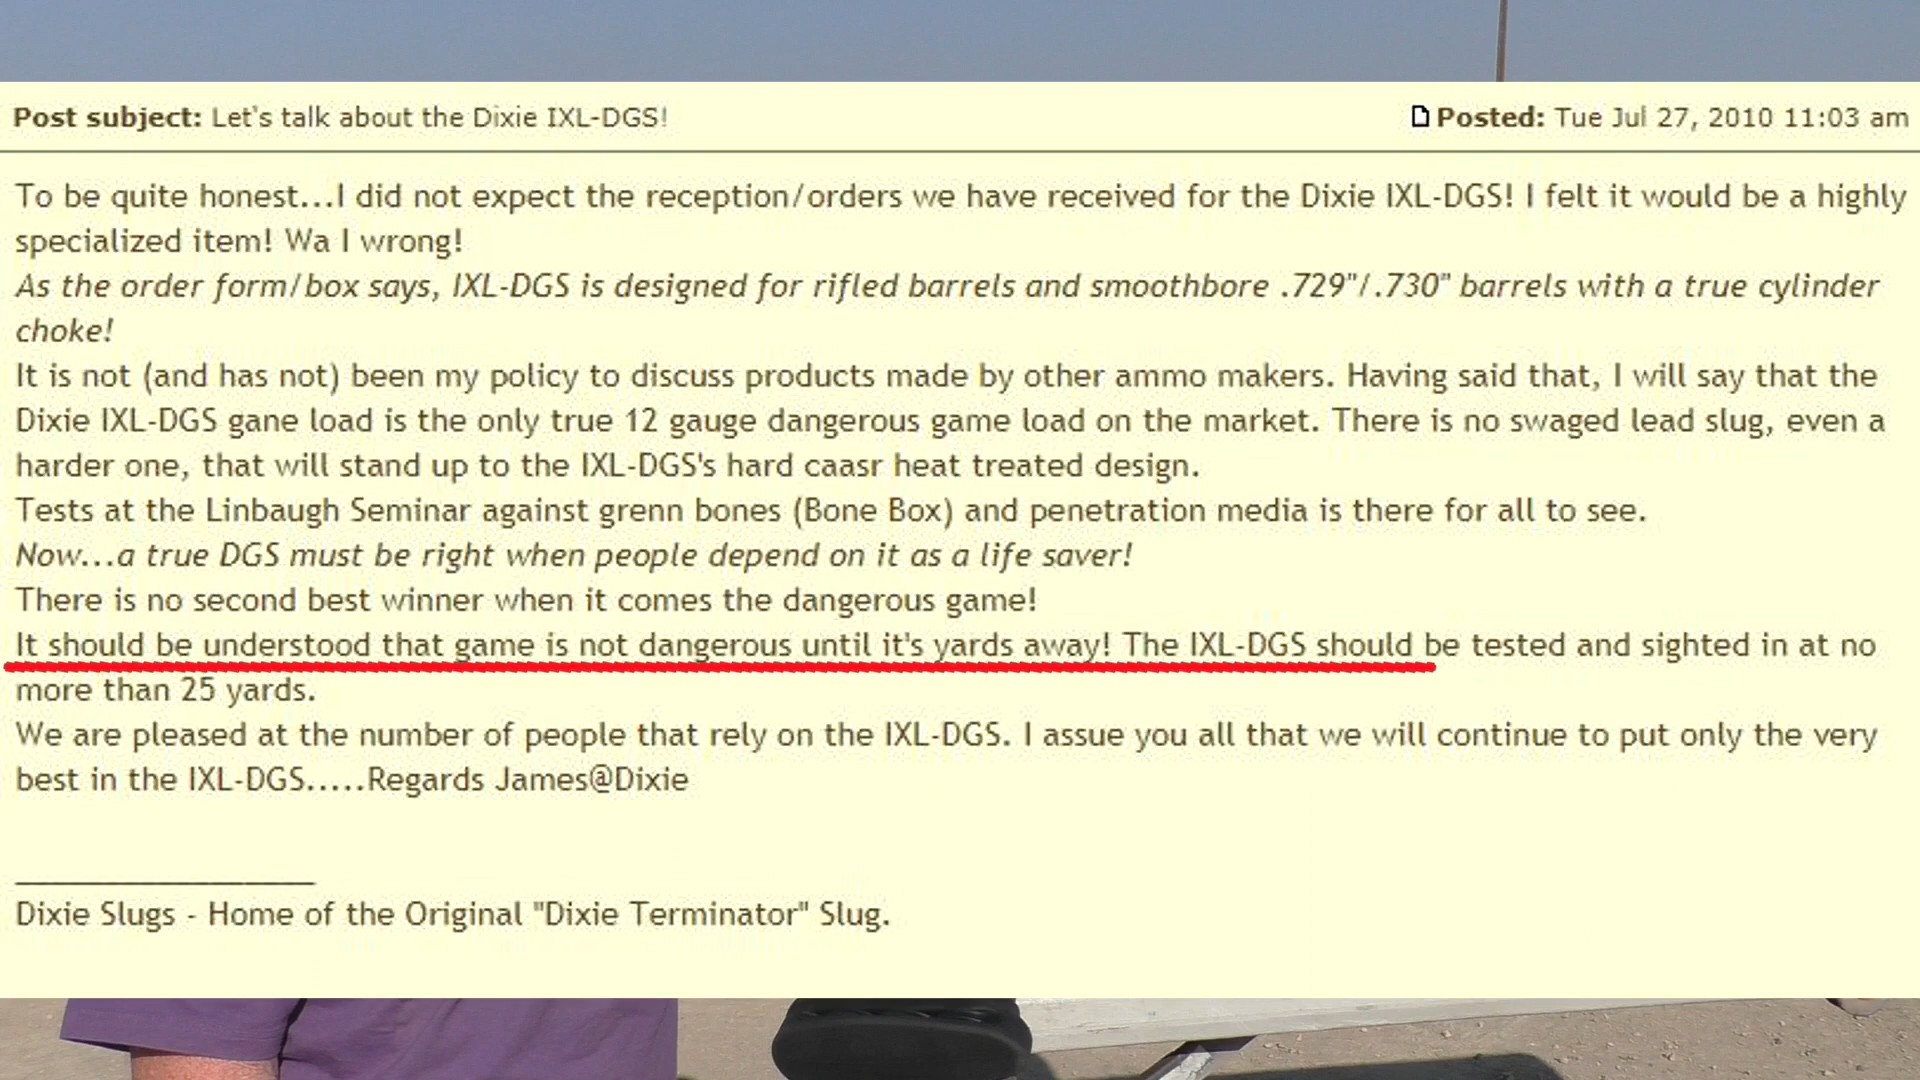 Post subject: Let's talk about the Dixie IXL-DGS! Posted: Tue Jul 27, 2010 11:03 am
To be quite honest...I did not expect the reception/orders we have received for the Dixie IXL-DGS! I felt it would be a highly
specialized item! Wa I wrong!
As the order form/box says, IXL-DGS is designed for rifled barrels and smoothbore .729"/.730" barrels with a true cylinder
choke!
It is not (and has not) been my policy to discuss products made by other ammo makers. Having said that, I will say that the
Dixie IXL-DGS gane load is the only true 12 gauge dangerous game load on the market. There is no swaged lead slug, even a
harder one, that will stand up to the IXL-DGS's hard caasr heat treated design.
Tests at the Linbaugh Seminar against grenn bones (Bone Box) and penetration media is there for all to see.
Now...a true DGS must be right when people depend on it as a life saver!
There is no second best winner when it comes the dangerous game!
It should be understood that game is not dangerous until it's yards away! The IXL-DGS should be tested and sighted in at no
more than 25 yards.
We are pleased at the number of people that rely on the IXL-DGS. I assue you all that we will continue to put only the very
best in the IXL-DGS.....Regards James@Dixie
_________________
Dixie Slugs - Home of the Original "Dixie Terminator" Slug.